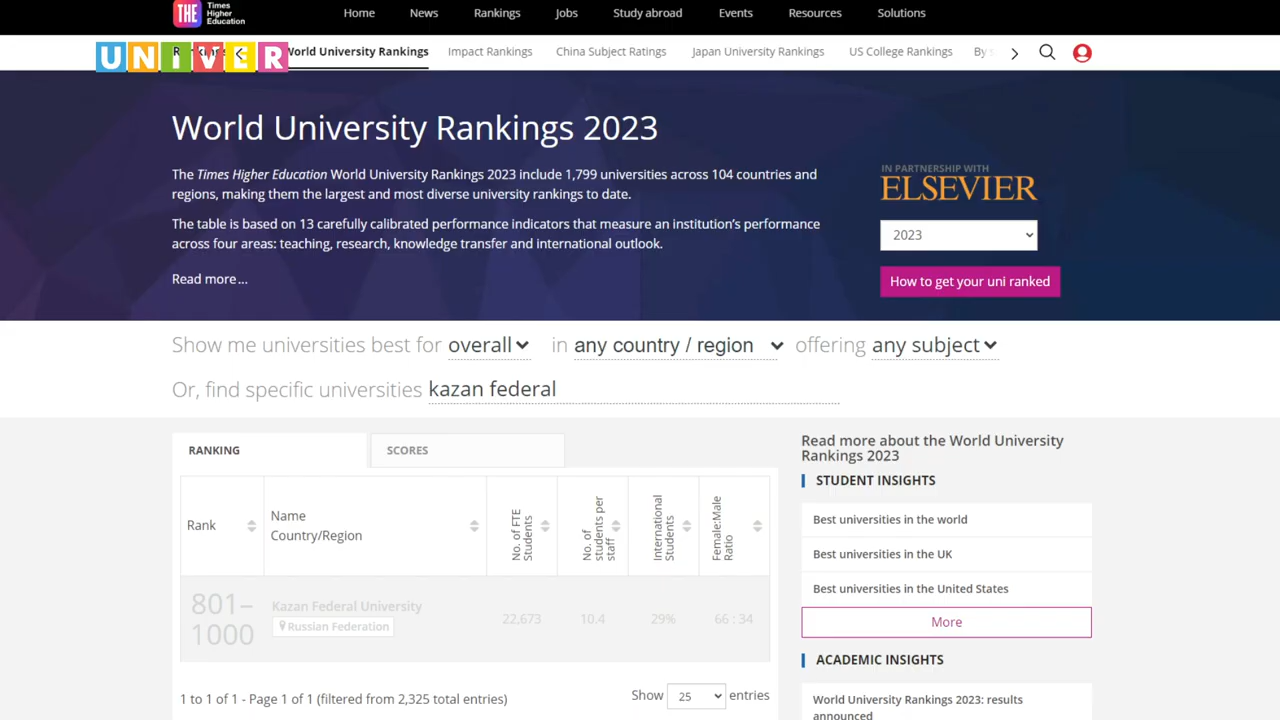 THE
Times
Higher
Education
Home
News
Rankings
Jobs
Study abroad
Events
Resources
Solutions
UNIVER
World University Rankings
Impact Rankings
China Subject Ratings
Japan University Rankings
US College Rankings
By
World University Rankings 2023
The Times Higher Education World University Rankings 2023 include 1,799 universities across 104 countries and
regions, making them the largest and most diverse university rankings to date.
The table is based on 13 carefully calibrated performance indicators that measure an institution's performance
across four areas: teaching, research, knowledge transfer and international outlook.
Read more...
IN PARTNERSHIP WITH
ELSEVIER
2023
How to get your uni ranked
Show me universities best for overall in any country / region offering any subject
Or, find specific universities kazan federal
RANKING
SCORES
Rank
Name
Country/Region
No. of FTE
Students
No. of
students per
staff
International
Students
Female:Male
Ratio
801–
1000
Kazan Federal University
Russian Federation
22,673
10.4
29%
66 : 34
1 to 1 of 1 - Page 1 of 1 (filtered from 2,325 total entries)
Show 25 entries
Read more about the World University
Rankings 2023
STUDENT INSIGHTS
Best universities in the world
Best universities in the UK
Best universities in the United States
More
ACADEMIC INSIGHTS
World University Rankings 2023: results
announced